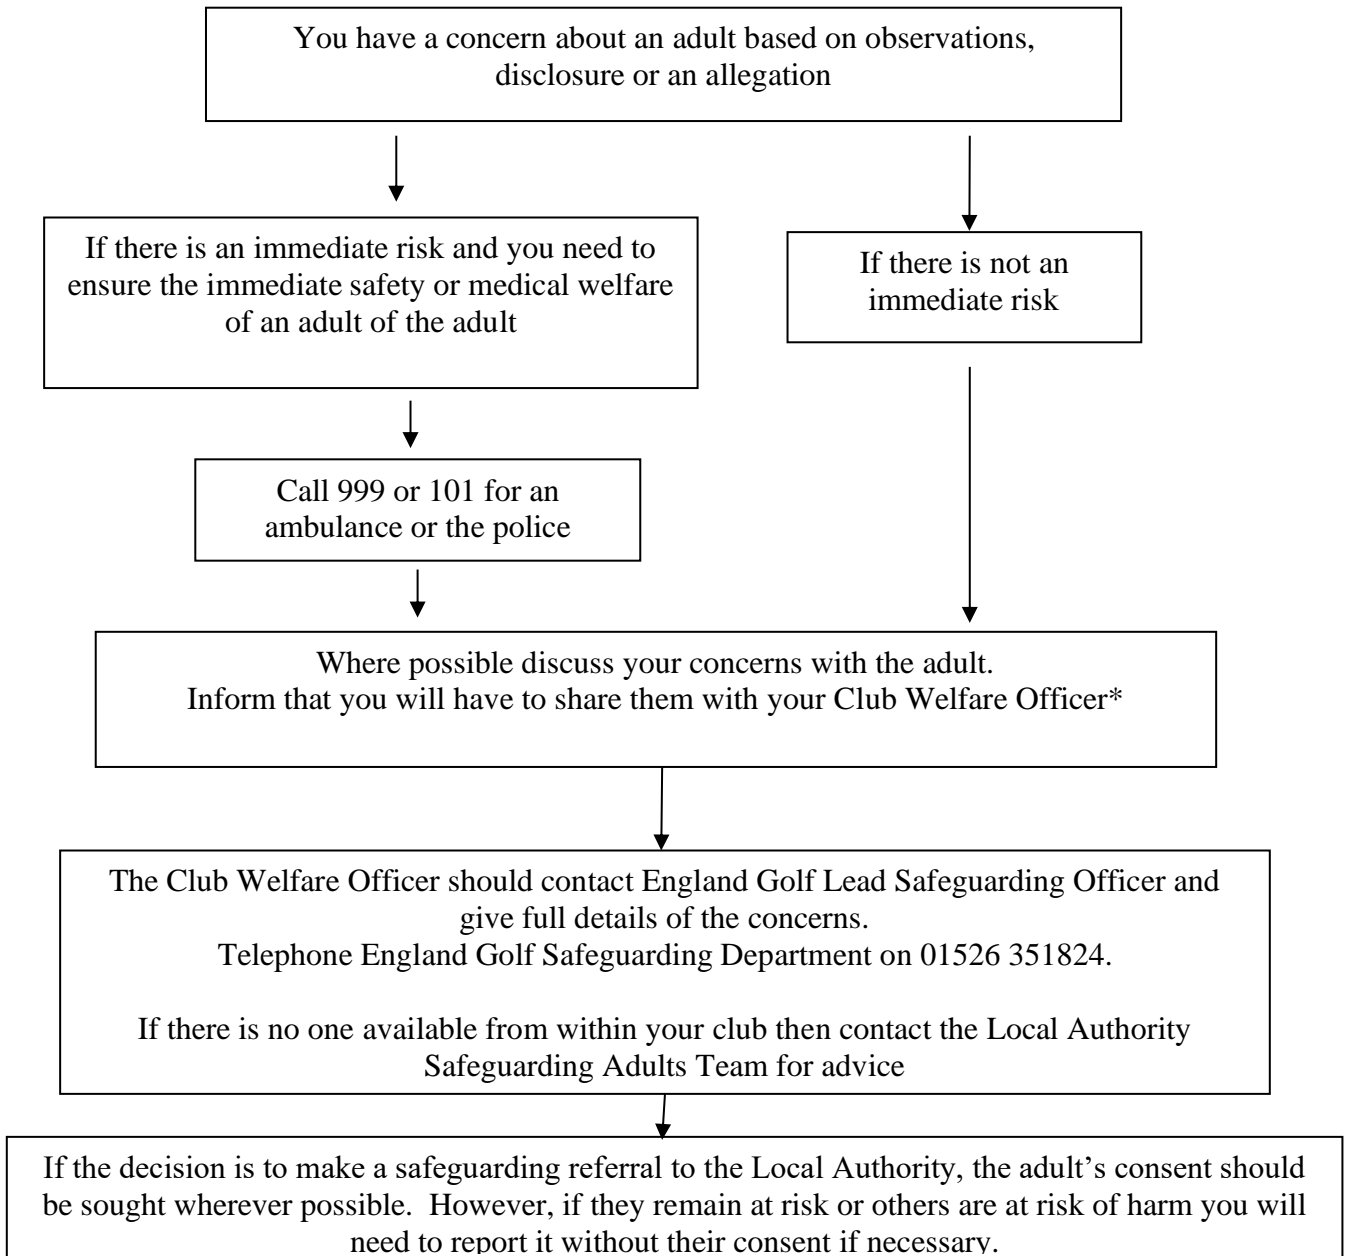 You have a concern about an adult based on observations,
disclosure or an allegation
If there is an immediate risk and you need to
ensure the immediate safety or medical welfare
of an adult of the adult
If there is not an
immediate risk
Call 999 or 101 for an
ambulance or the police
Where possible discuss your concerns with the adult.
Inform that you will have to share them with your Club Welfare Officer*
The Club Welfare Officer should contact England Golf Lead Safeguarding Officer and
give full details of the concerns.
Telephone England Golf Safeguarding Department on 01526 351824.
If there is no one available from within your club then contact the Local Authority
Safeguarding Adults Team for advice
If the decision is to make a safeguarding referral to the Local Authority, the adult’s consent should
be sought wherever possible.  However, if they remain at risk or others are at risk of harm you will
need to report it without their consent if necessary.